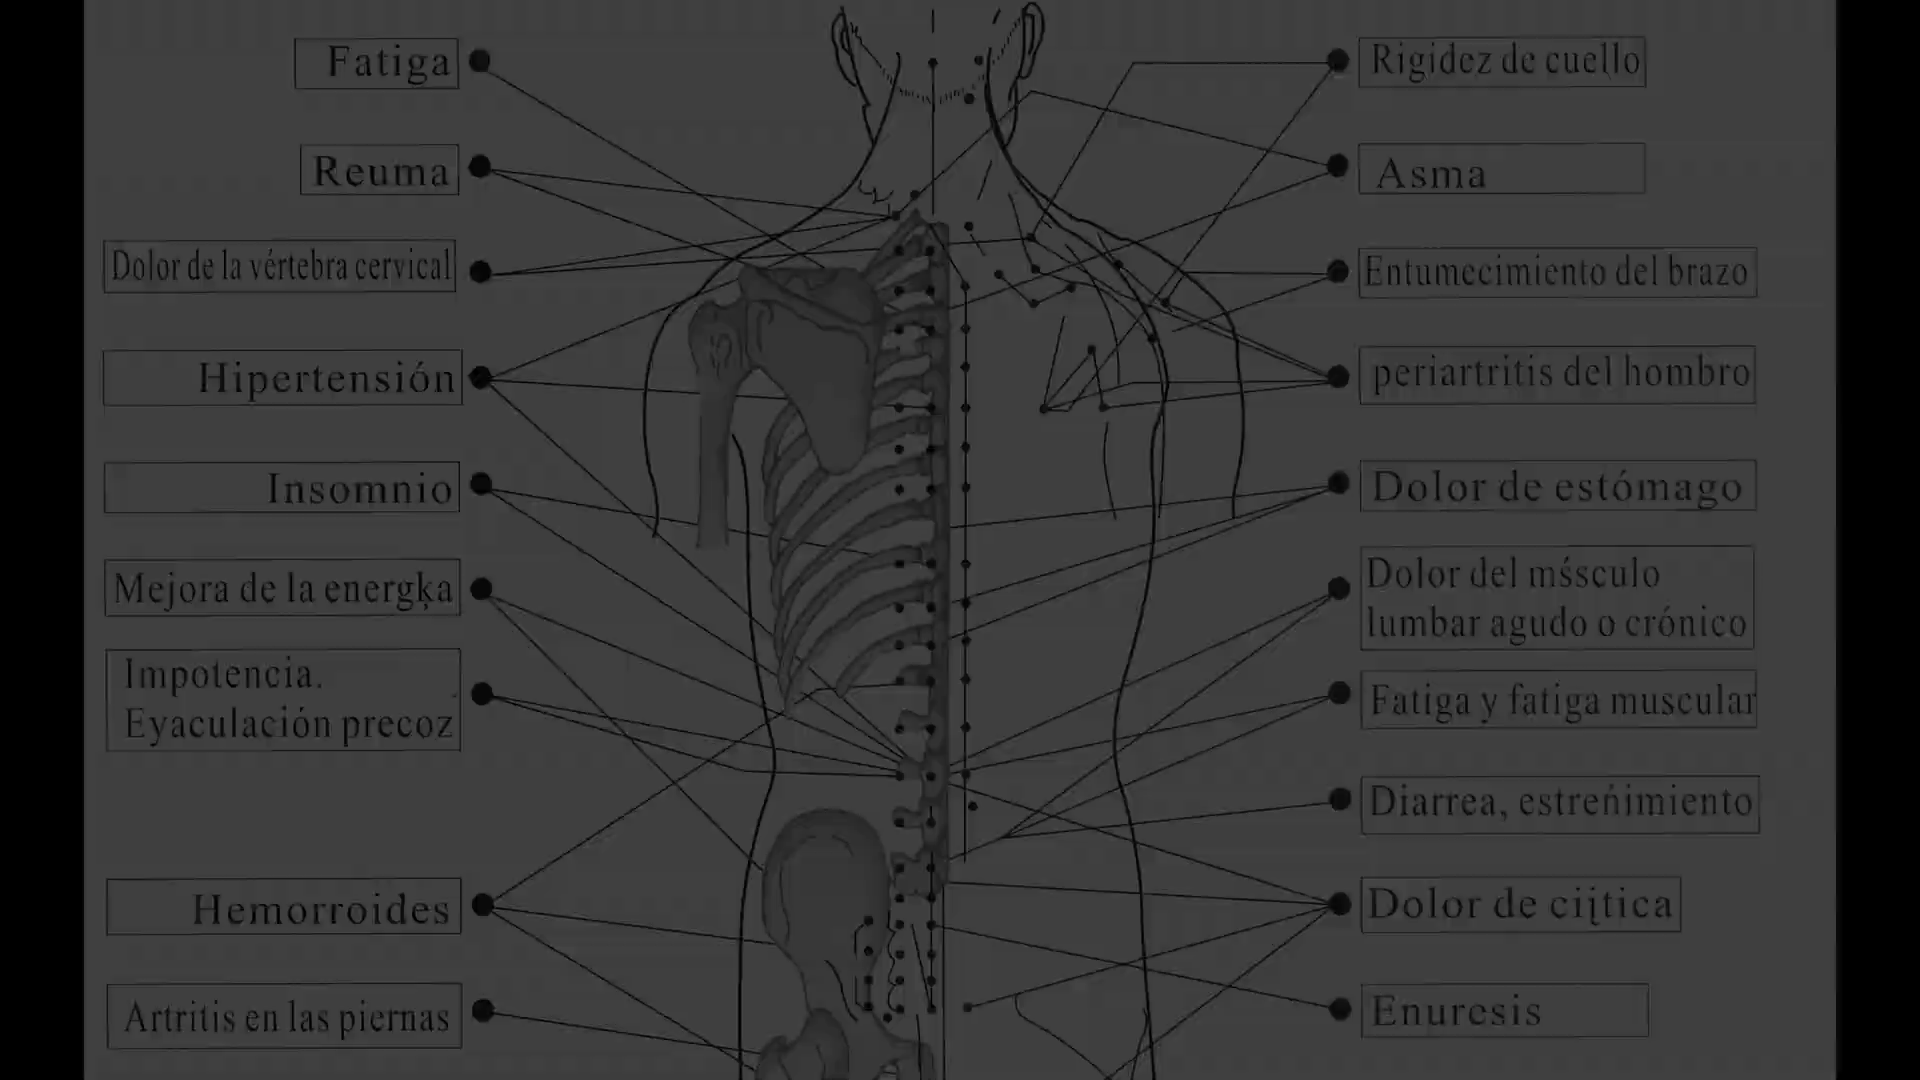 Fatiga
Reuma
Dolor de la vértebra cervical
Hipertensión
Insomnio
Mejora de la energķa
Impotencia.
Eyaculación precoz
Hemorroides
Artritis en las piernas
Rigidez de cuello
Asma
Entumecimiento del brazo
periartritis del hombro
Dolor de estómago
Dolor del mśsculo
lumbar agudo o crónico
Fatiga y fatiga muscular
Diarrea, estreńimiento
Dolor de ciįtica
Enuresis